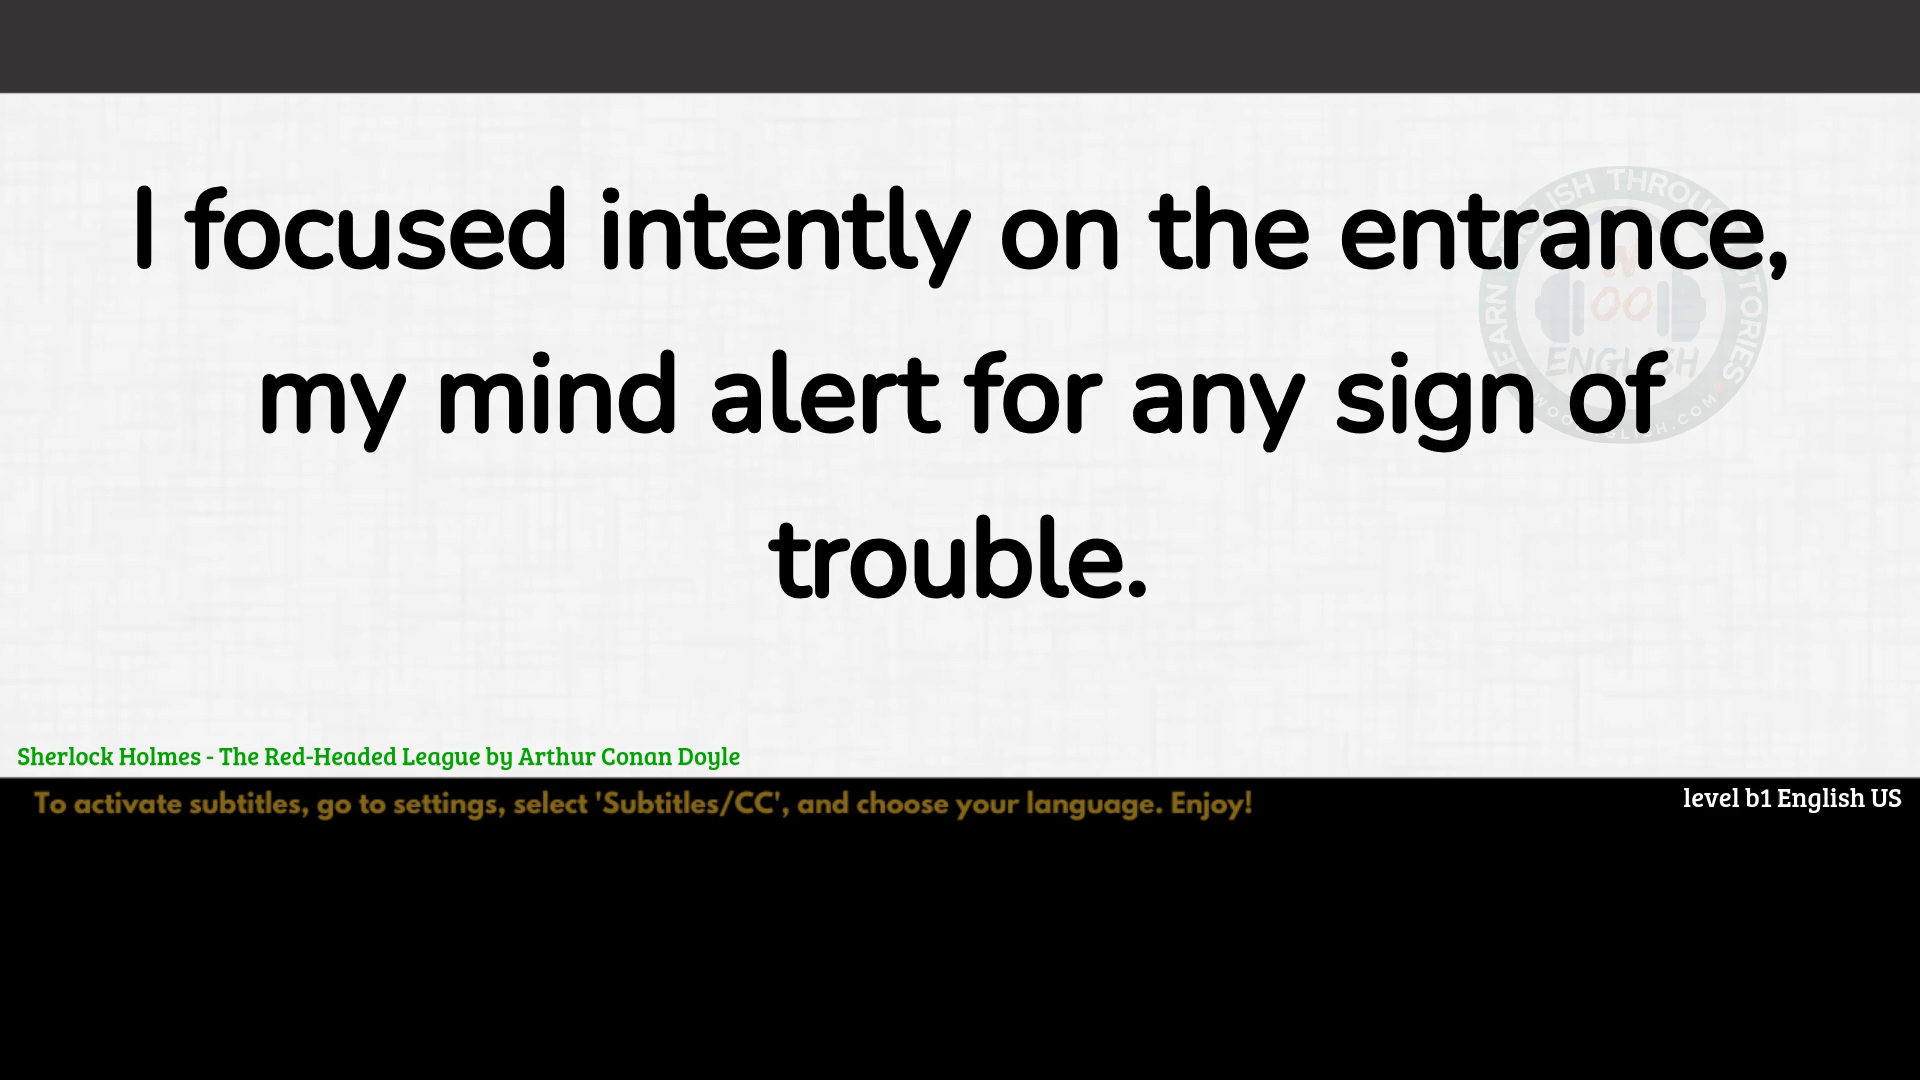 I focused intently on the entrance,
my mind alert for any sign of
trouble.
Sherlock Holmes - The Red-Headed League by Arthur Conan Doyle
To activate subtitles, go to settings, select 'Subtitles/CC', and choose your language. Enjoy!
level b1 English US
OO
ENGLISH